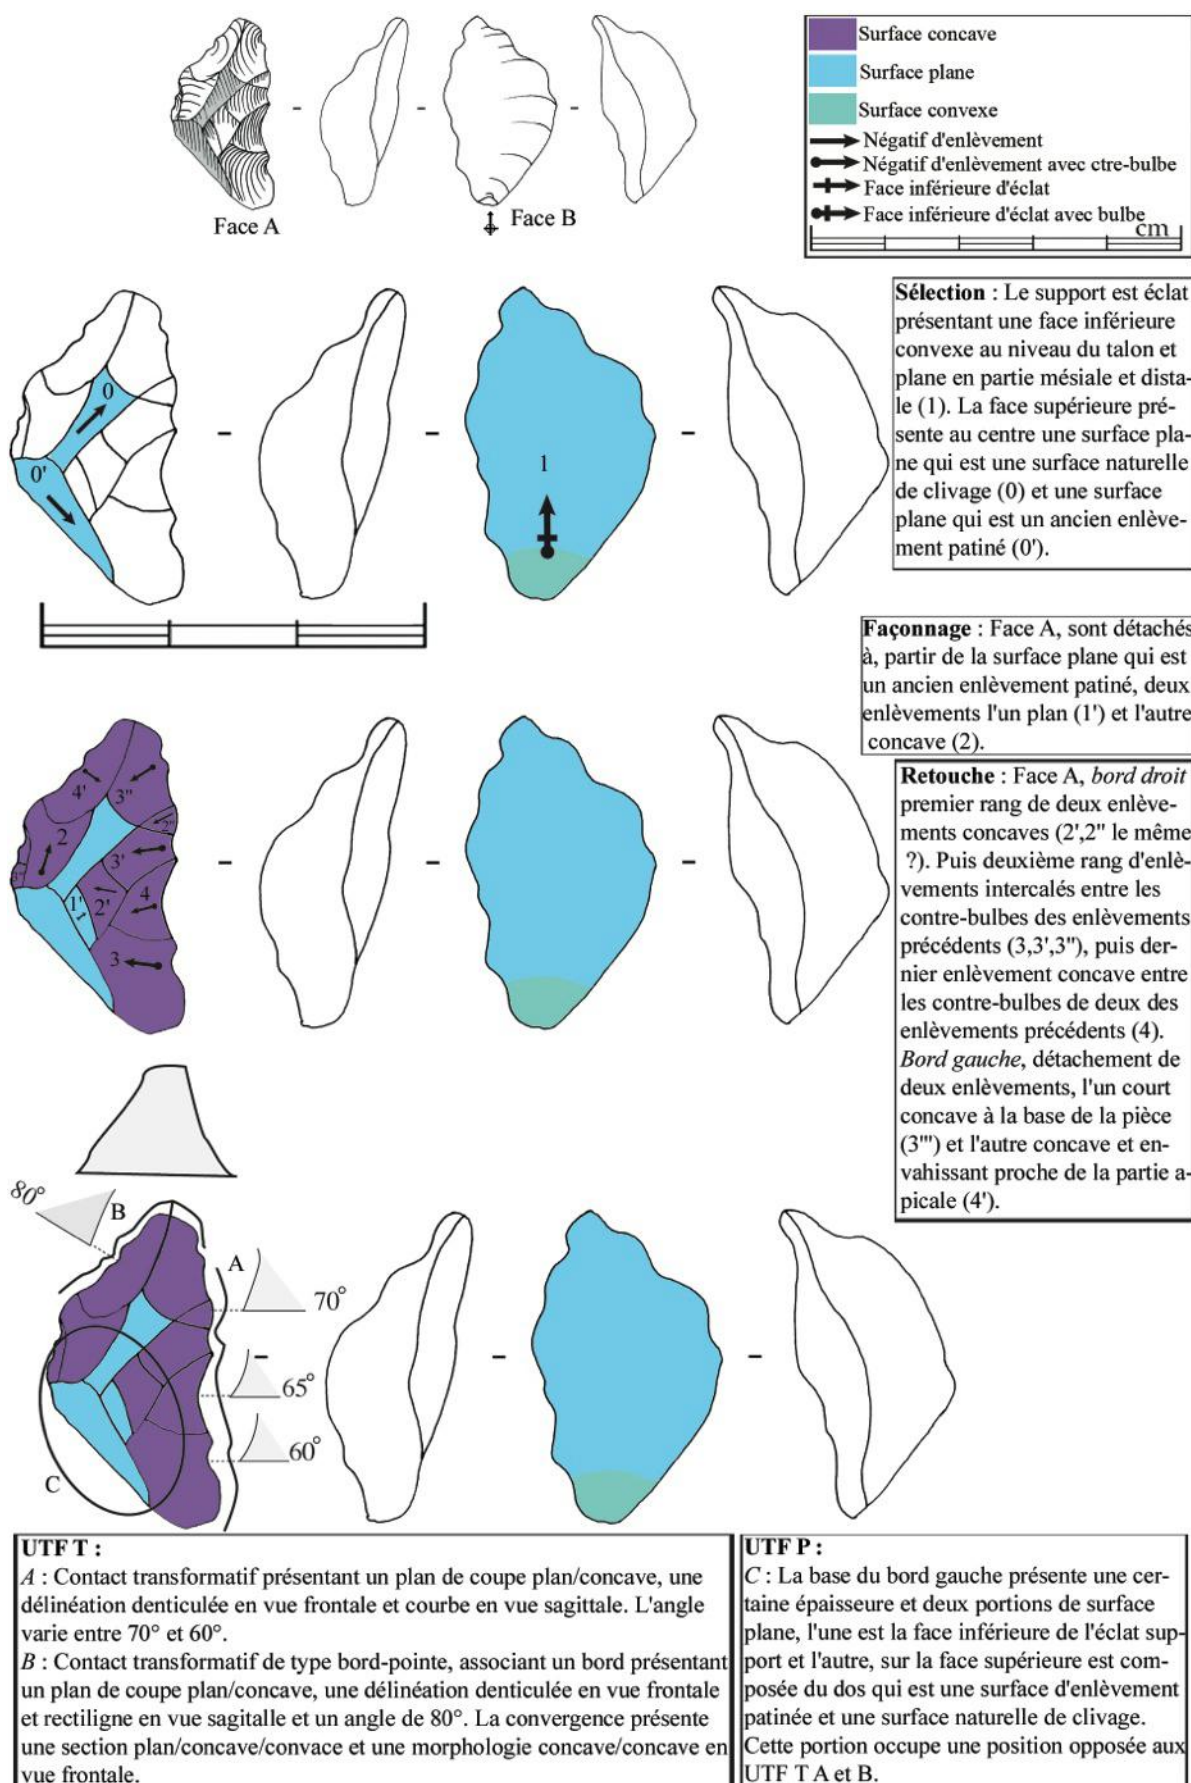 Surface concave
Surface plane
Surface convexe
Négatif d'enlèvement
Négatif d'enlèvement avec ctre-bulbe
Face inférieure d'éclat
Face inférieure d'éclat avec bulbe
cm
Face A
Face B
Sélection : Le support est éclat
présentant une face inférieure
convexe au niveau du talon et
plane en partie mésiale et dista-
le (1). La face supérieure pré-
sente au centre une surface pla-
ne qui est une surface naturelle
de clivage (0) et une surface
plane qui est un ancien enlève-
ment patiné (0').
0
0'
1
Façonnage : Face A, sont détachés
à, partir de la surface plane qui est
un ancien enlèvement patiné, deux
enlèvements l'un plan (1') et l'autre
concave (2).
Retouche : Face A, bord droit
premier rang de deux enlève-
ments concaves (2',2" le même
?). Puis deuxième rang d'enlè-
vements intercalés entre les
contre-bulbes des enlèvements
précédents (3,3',3"), puis der-
nier enlèvement concave entre
les contre-bulbes de deux des
enlèvements précédents (4).
Bord gauche, détachement de
deux enlèvements, l'un court
concave à la base de la pièce
(3''') et l'autre concave et en-
vahissant proche de la partie a-
picale (4').
4'
3"
2"
2
3'
3'''
1'
2'
4
3
80°
B
A
70°
65°
60°
C
UTF T :
A : Contact transformatif présentant un plan de coupe plan/concave, une
délinéation denticulée en vue frontale et courbe en vue sagittale. L'angle
varie entre 70° et 60°.
B : Contact transformatif de type bord-pointe, associant un bord présentant
un plan de coupe plan/concave, une délinéation denticulée en vue frontale
et rectiligne en vue sagitalle et un angle de 80°. La convergence présente
une section plan/concave/convace et une morphologie concave/concave en
vue frontale.
UTF P :
C : La base du bord gauche présente une cer-
taine épaisseure et deux portions de surface
plane, l'une est la face inférieure de l'éclat sup-
port et l'autre, sur la face supérieure est com-
posée du dos qui est une surface d'enlèvement
patinée et une surface naturelle de clivage.
Cette portion occupe une position opposée aux
UTF T A et B.